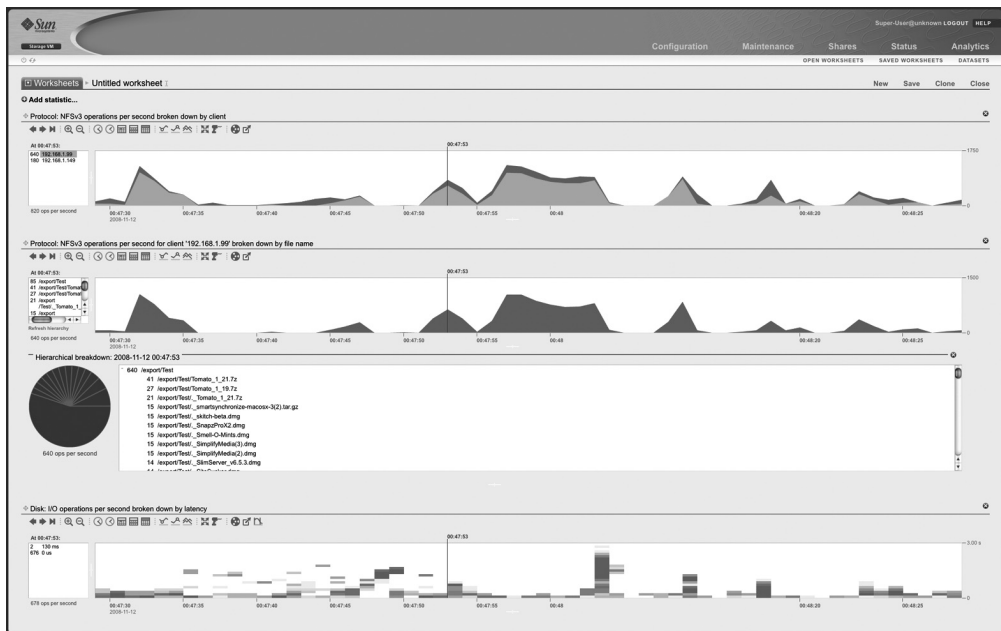 Sun
Super-User@unknown LOGOUT HELP
Storage VM
Configuration Maintenance Shares Status Analytics
OPEN WORKSHEETS SAVED WORKSHEETS DATASETS
Worksheets Untitled worksheet
New Save Clone Close
Add statistic...
Protocol: NFSv3 operations per second broken down by client
At 00:47:53:
640 192.168.1.99
180 192.168.1.149
820 ops per second
00:47:53
1750
0
00:47:30 00:47:35 00:47:40 00:47:45 00:47:50 00:47:55 00:48 00:48:20 00:48:25
2008-11-12
Protocol: NFSv3 operations per second for client '192.168.1.99' broken down by file name
At 00:47:53:
85 /export/Test
41 /export/Test/Tomat
27 /export/Test/Tomat
21 /export
/Test/._Tomato_1_
15 /export
Refresh hierarchy
640 ops per second
00:47:53
1500
0
00:47:30 00:47:35 00:47:40 00:47:45 00:47:50 00:47:55 00:48 00:48:20 00:48:25
2008-11-12
Hierarchical breakdown: 2008-11-12 00:47:53
640 /export/Test
41 /export/Test/Tomato_1_21.7z
27 /export/Test/Tomato_1_19.7z
21 /export/Test/._Tomato_1_21.7z
15 /export/Test/._smartsynchronize-macosx-3(2).tar.gz
15 /export/Test/._skitch-beta.dmg
15 /export/Test/._SnapzProX2.dmg
15 /export/Test/._Smell-O-Mints.dmg
15 /export/Test/._SimplifyMedia(3).dmg
15 /export/Test/._SimplifyMedia(2).dmg
14 /export/Test/._SlimServer_v6.5.3.dmg
640 ops per second
Disk: I/O operations per second broken down by latency
At 00:47:53:
2 130 ms
676 0 us
678 ops per second
00:47:53
3.00 s
0
00:47:30 00:47:35 00:47:40 00:47:45 00:47:50 00:47:55 00:48 00:48:20 00:48:25
2008-11-12